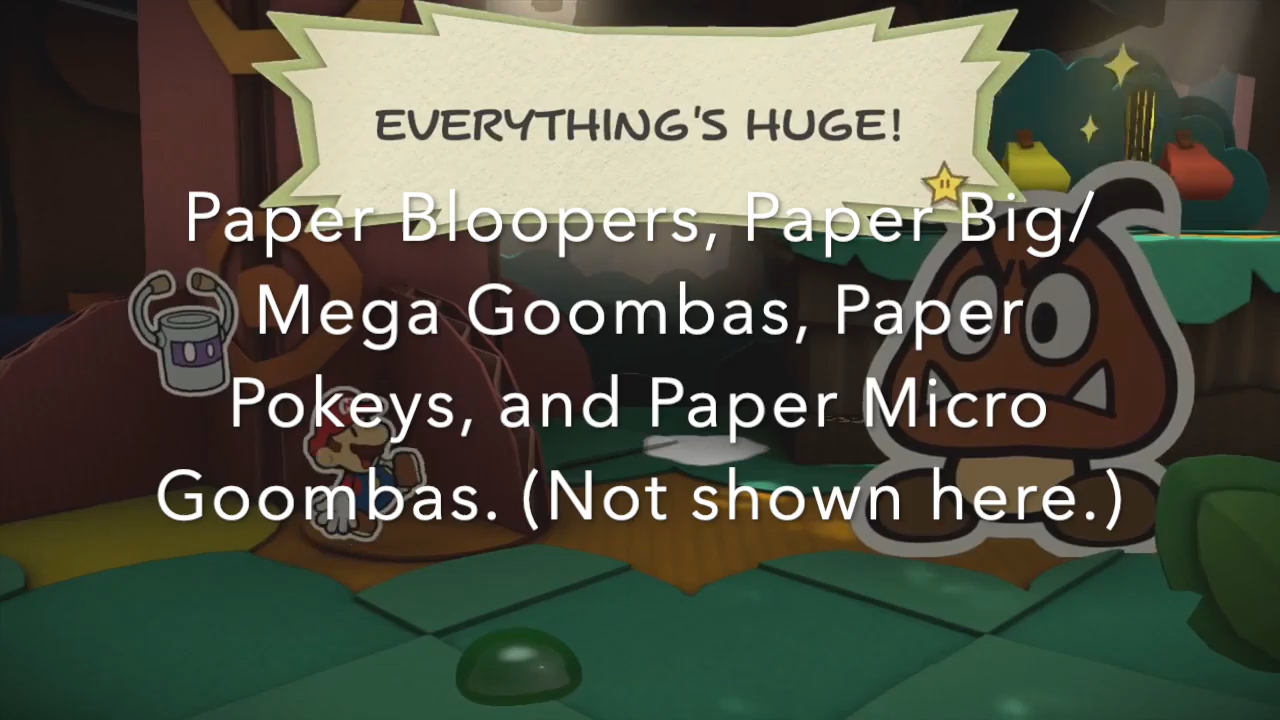 EVERYTHING'S HUGE!
Paper Bloopers, Paper Big/
Mega Goombas, Paper
Pokeys, and Paper Micro
Goombas. (Not shown here.)